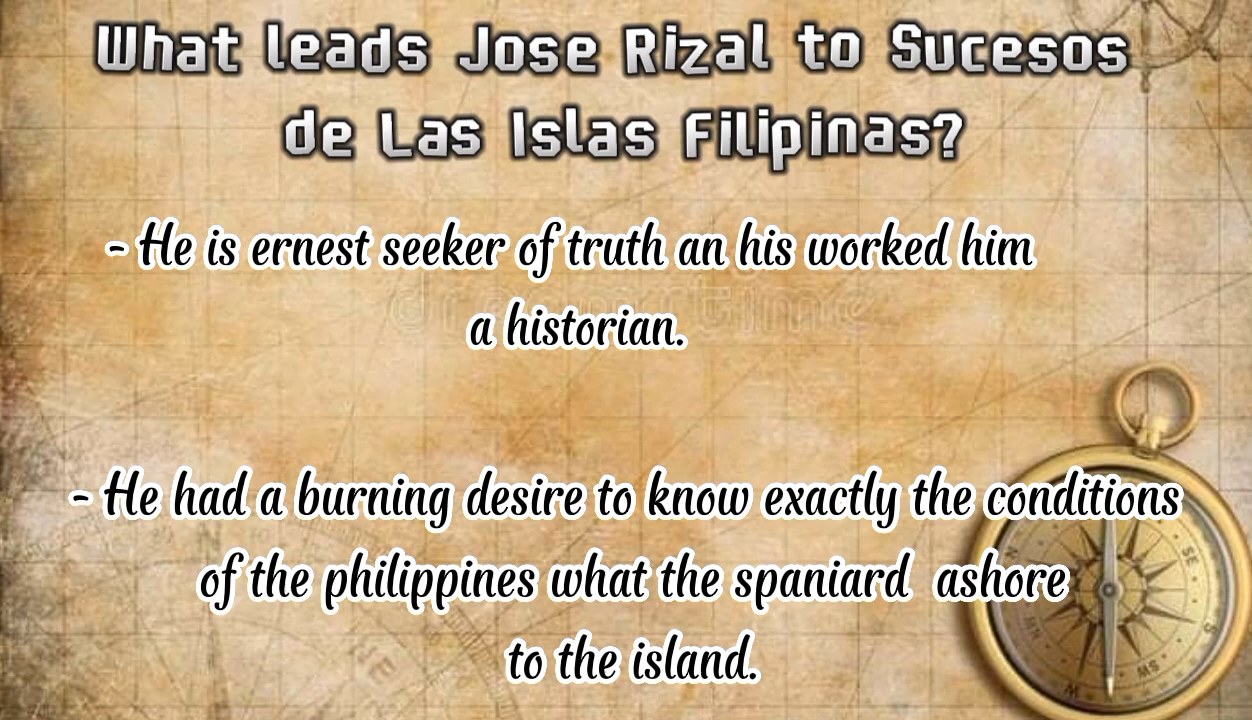 What leads Jose Rizal to Sucesos
de Las Islas Filipinas?
- He is ernest seeker of truth an his worked him
a historian.
- He had a burning desire to know exactly the conditions
of the philippines what the spaniard ashore
to the island.
SE
S
SW
W